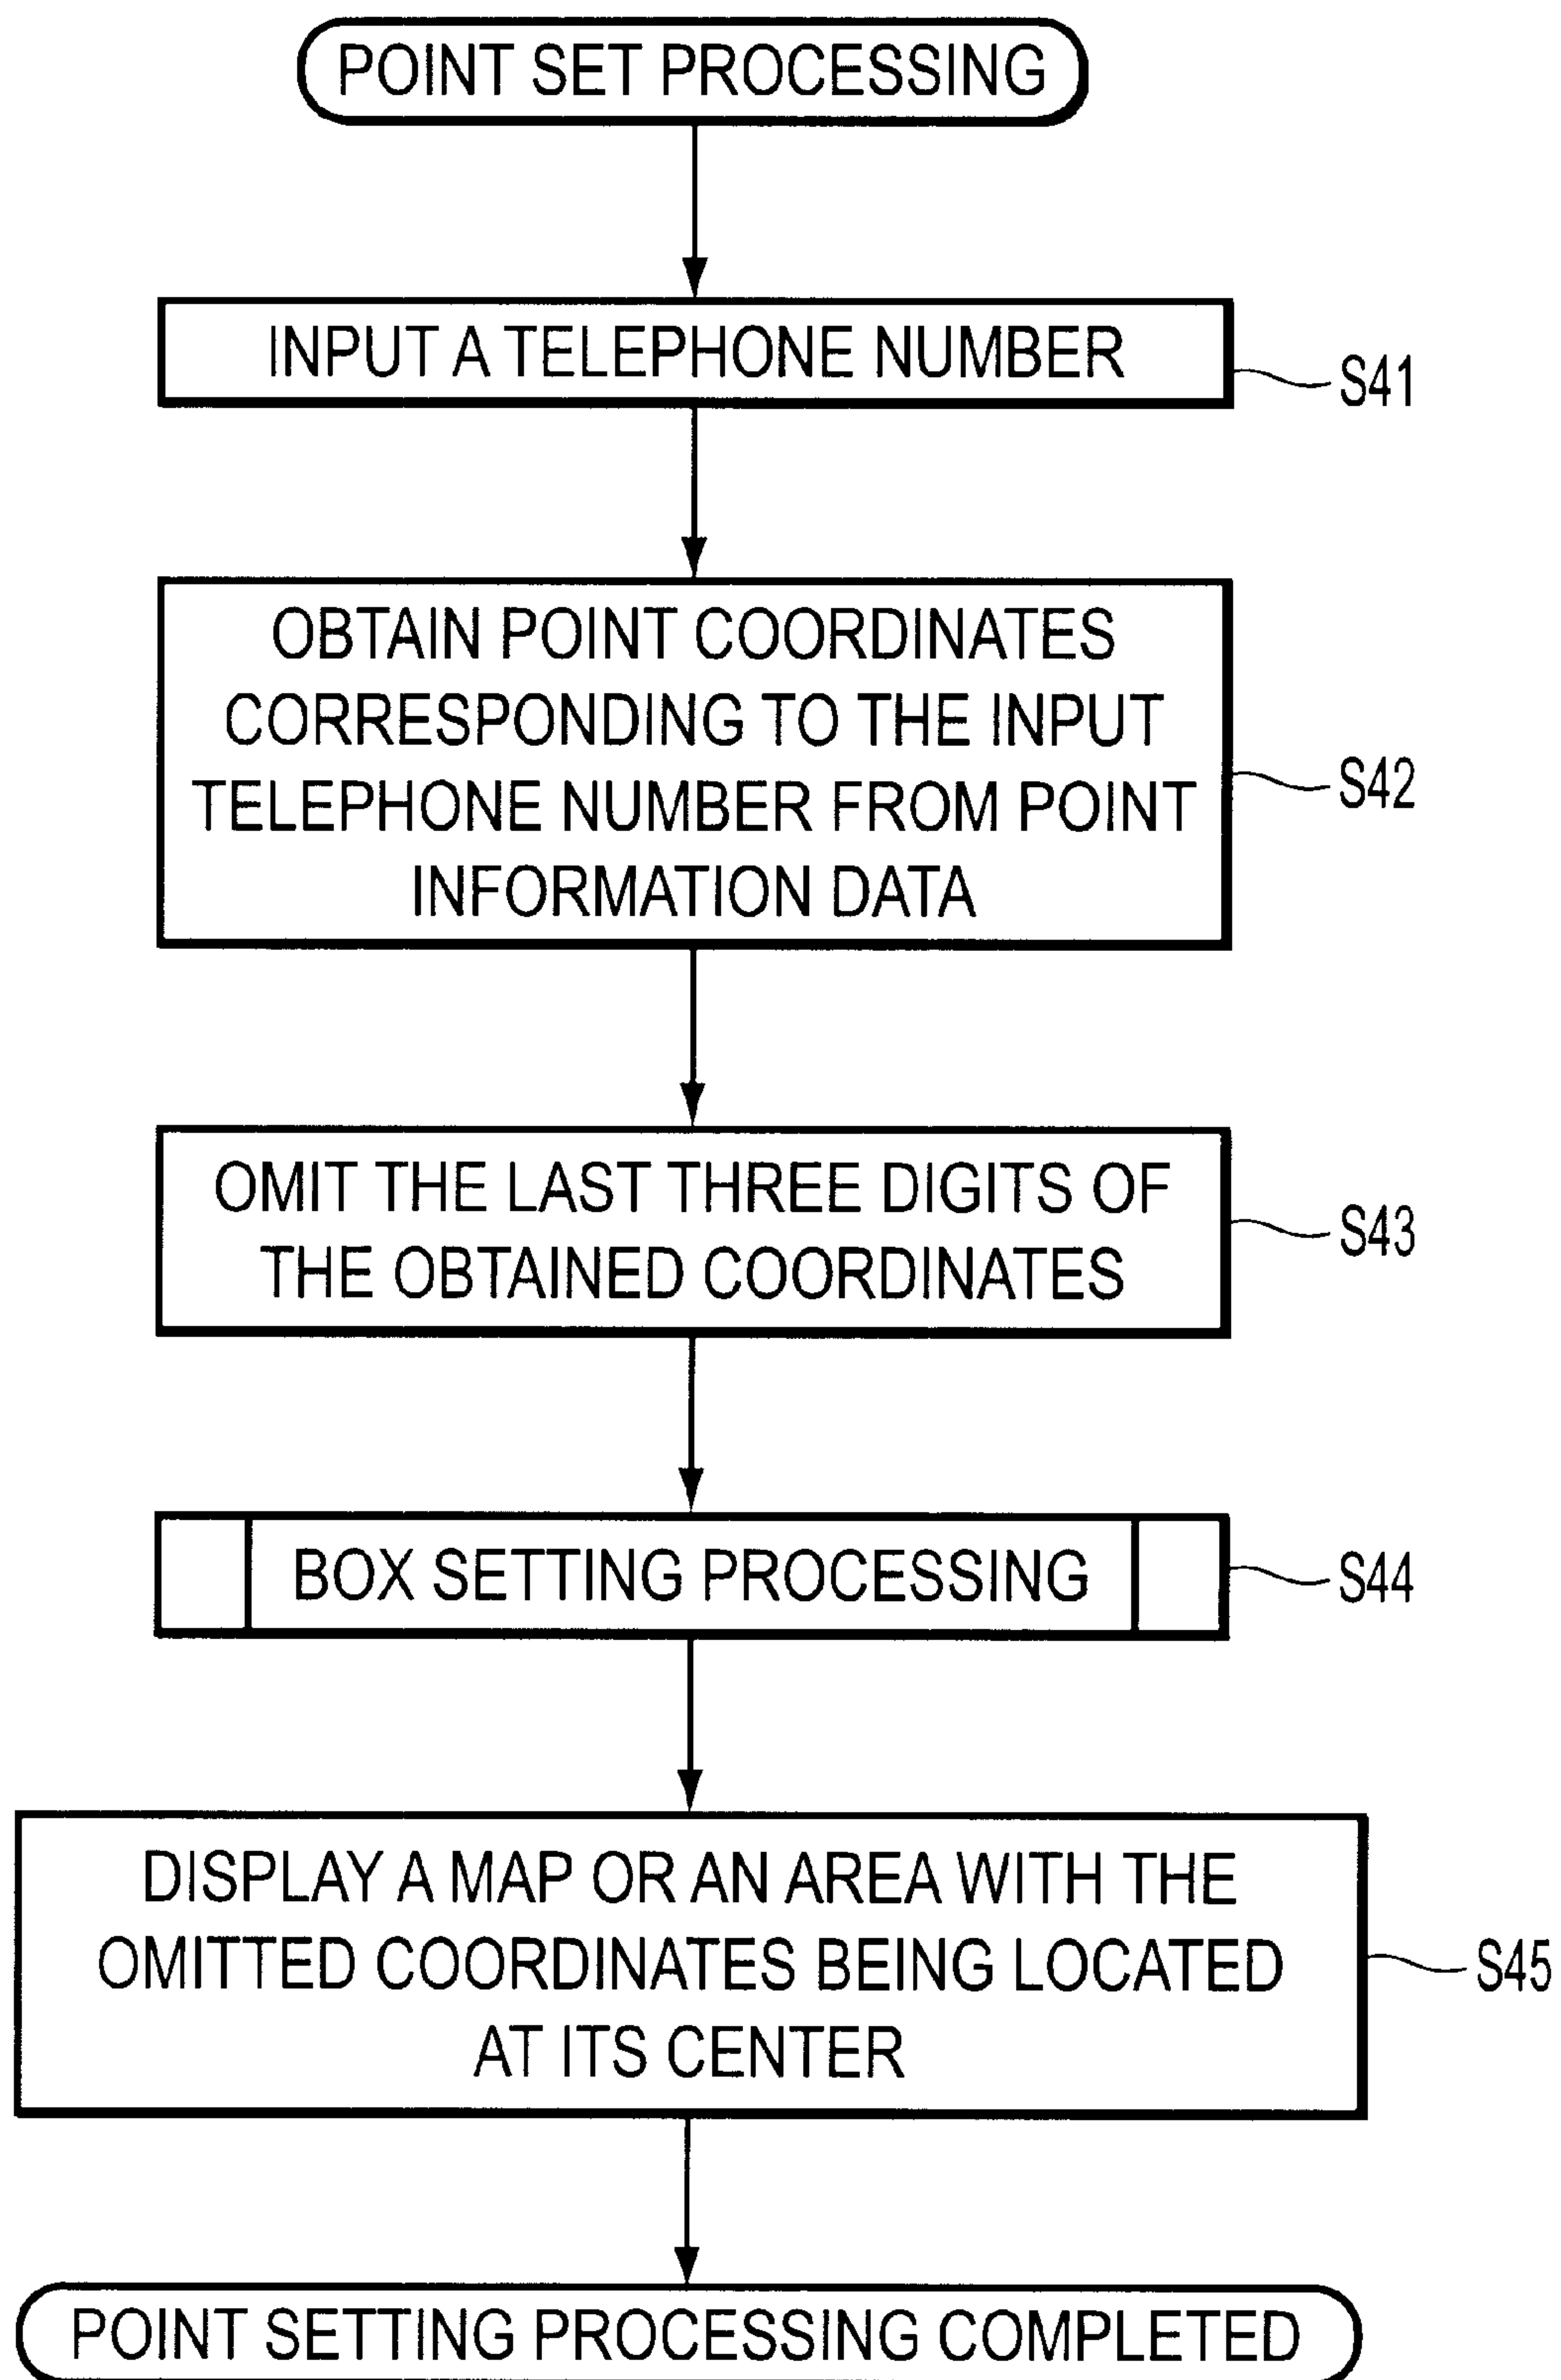 POINT SET PROCESSING
INPUT A TELEPHONE NUMBER
S41
OBTAIN POINT COORDINATES
CORRESPONDING TO THE INPUT
TELEPHONE NUMBER FROM POINT
INFORMATION DATA
S42
OMIT THE LAST THREE DIGITS OF
THE OBTAINED COORDINATES
S43
BOX SETTING PROCESSING
S44
DISPLAY A MAP OR AN AREA WITH THE
OMITTED COORDINATES BEING LOCATED
AT ITS CENTER
S45
POINT SETTING PROCESSING COMPLETED